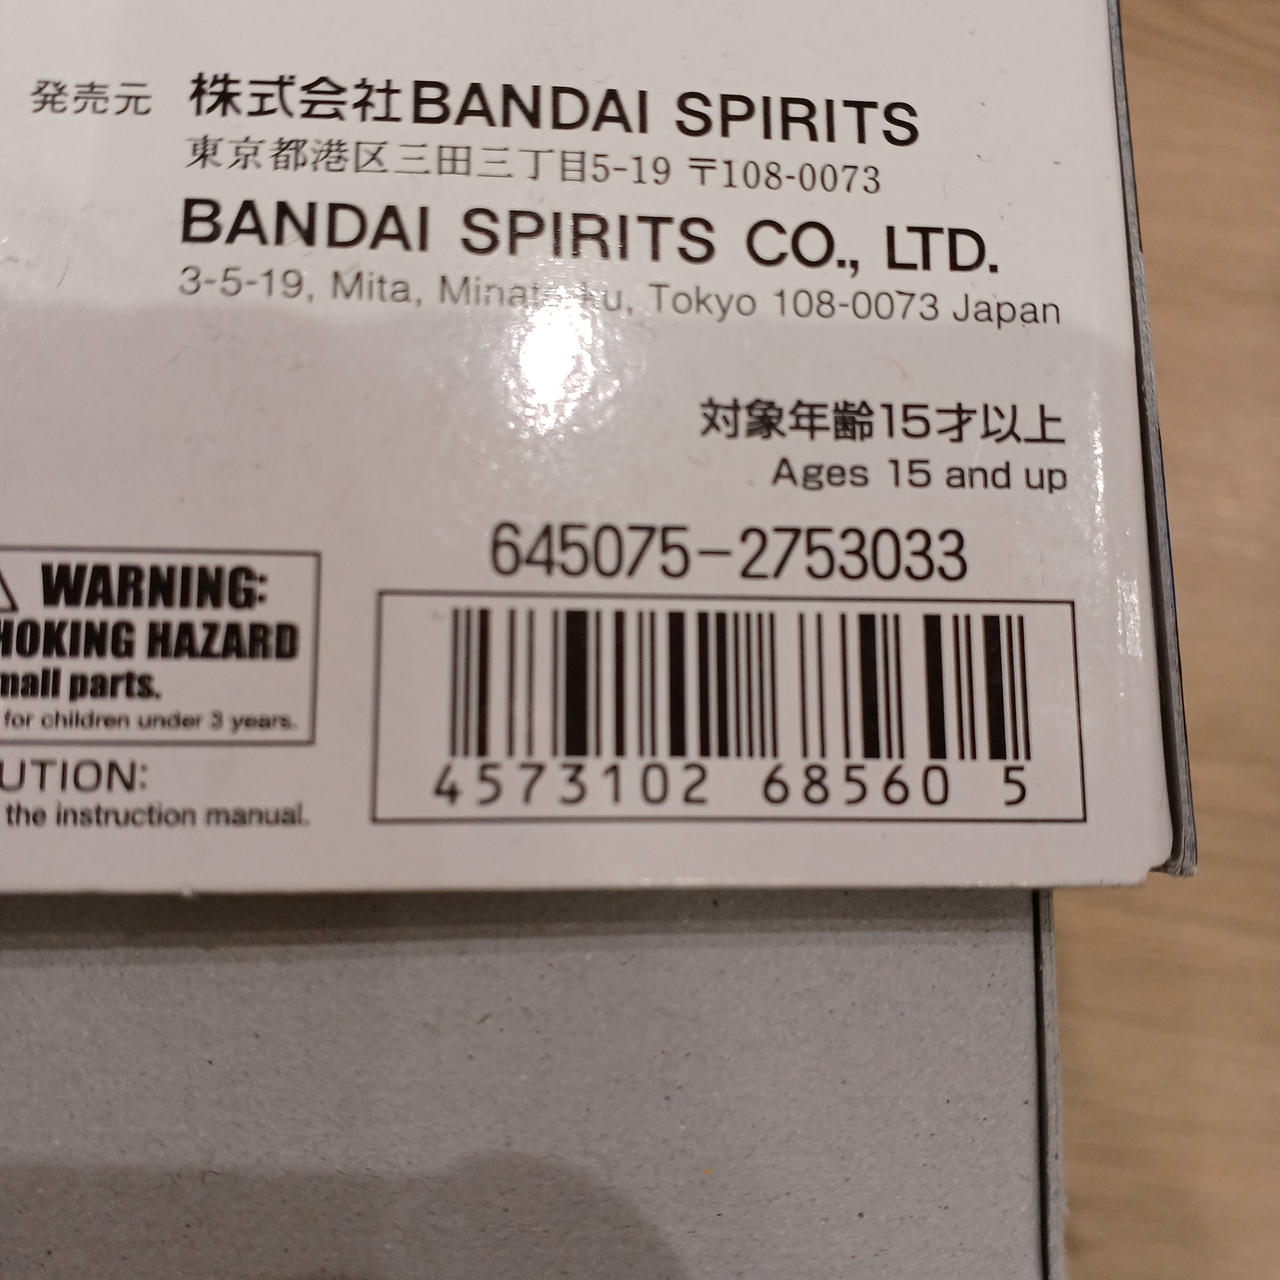 発売元 株式会社BANDAI SPIRITS
東京都港区三田三丁目5-19 〒108-0073
BANDAI SPIRITS CO., LTD.
3-5-19, Mita, Tokyo 108-0073 Japan
対象年齢15才以上
Ages 15 and up
645075-2753033
WARNING:
HAZARD
parts.
for children under 3 years.
the instruction manual.
4573102 68560 5